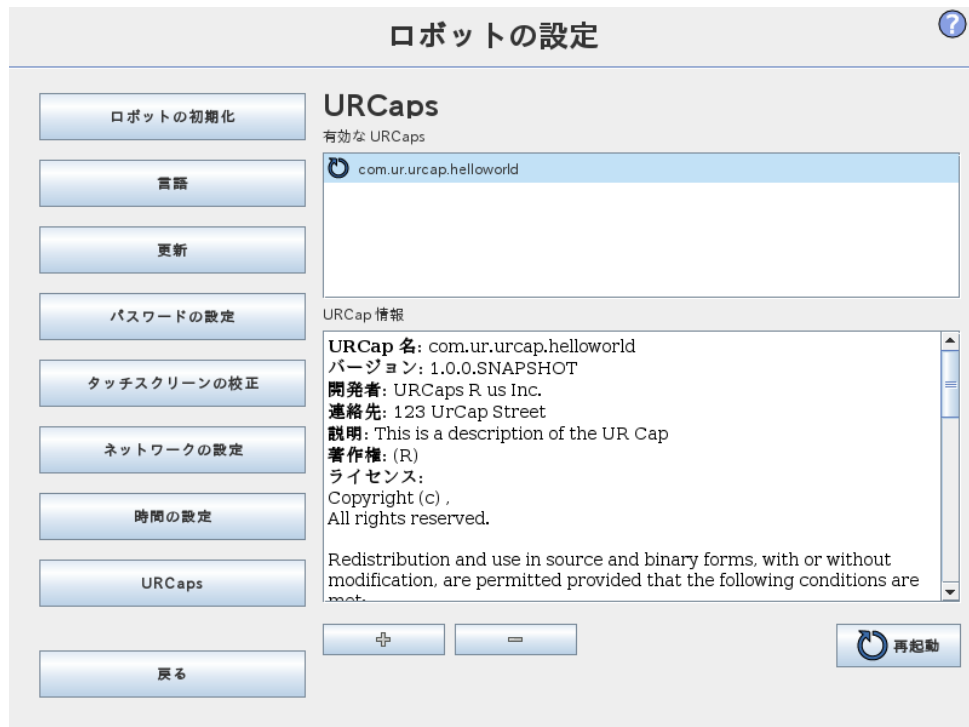 ロボットの設定
?
ロボットの初期化
言語
更新
パスワードの設定
タッチスクリーンの校正
ネットワークの設定
時間の設定
URCaps
戻る
URCaps
有効な URCaps
com.ur.urcap.helloworld
URCap 情報
URCap 名: com.ur.urcap.helloworld
バージョン: 1.0.0.SNAPSHOT
開発者: URCaps R us Inc.
連絡先: 123 UrCap Street
説明: This is a description of the UR Cap
著作権: (R)
ライセンス:
Copyright (c) ,
All rights reserved.
Redistribution and use in source and binary forms, with or without
modification, are permitted provided that the following conditions are
met:
再起動